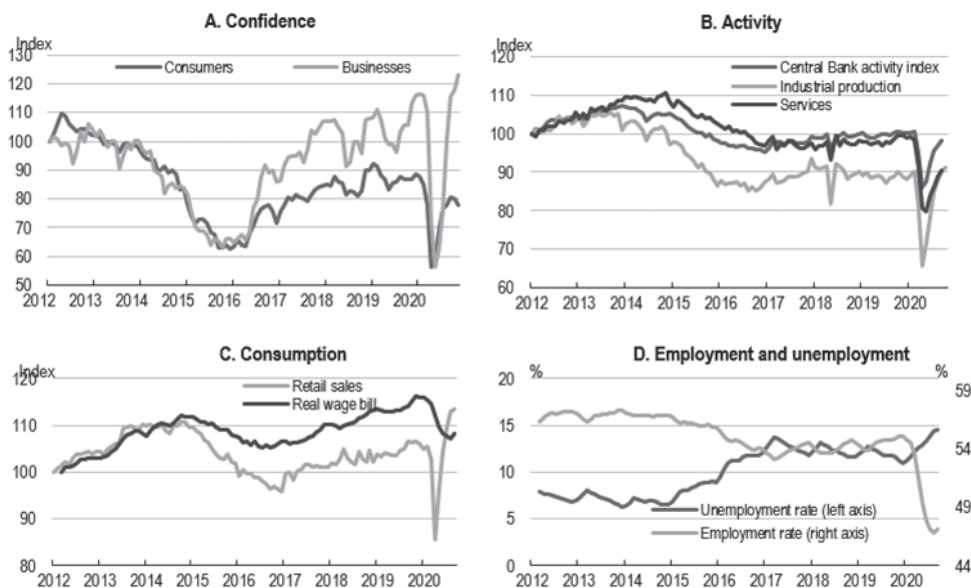 A. Confidence
Index
130
Consumers
Businesses
120
110
100
90
80
70
60
50
2012 2013 2014 2015 2016 2017 2018 2019 2020
B. Activity
Index
120
Central Bank activity index
Industrial production
Services
110
100
90
80
70
60
2012 2013 2014 2015 2016 2017 2018 2019 2020
C. Consumption
Index
120
Retail sales
Real wage bill
110
100
90
80
2012 2013 2014 2015 2016 2017 2018 2019 2020
D. Employment and unemployment
% %
20
59
15
54
10
Unemployment rate (left axis)
49
5
Employment rate (right axis)
0
44
2012 2013 2014 2015 2016 2017 2018 2019 2020